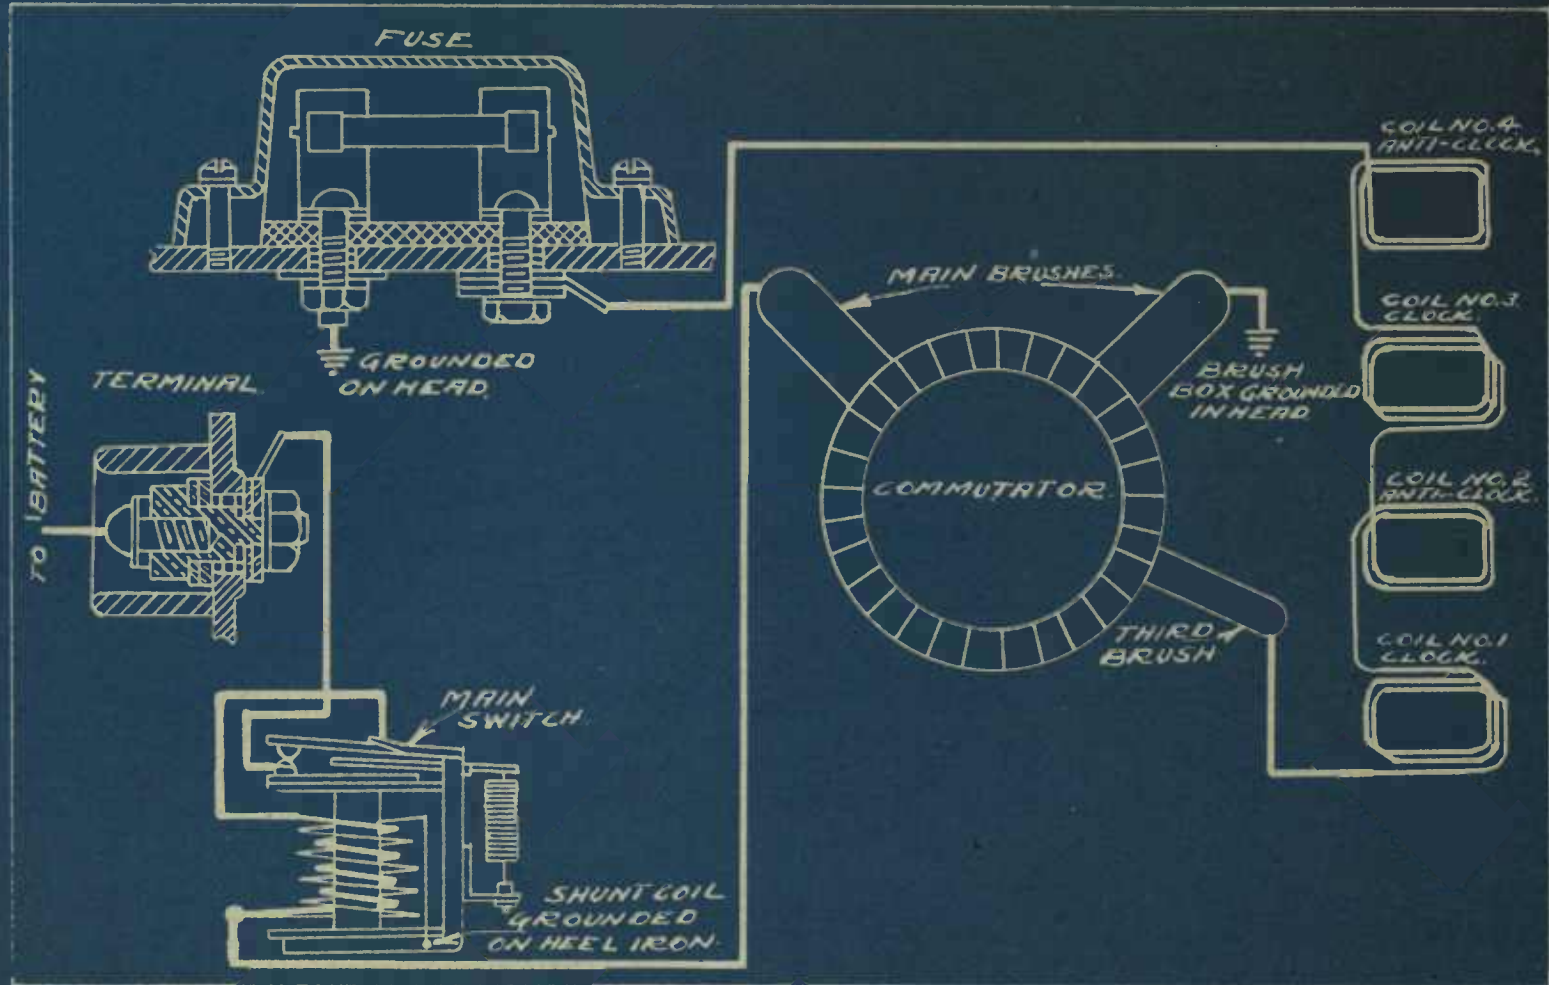 FUSE
COIL NO. 4
ANTI-CLOCK.
MAIN BRUSHES.
COIL NO. 3.
CLOCK.
GROUNDED
ON HEAD.
BRUSH
BOX GROUNDED
IN HEAD
TERMINAL.
TO BATTERY
COMMUTATOR.
COIL NO. 2
ANTI-CLOCK.
THIRD
BRUSH
COIL NO. 1
CLOCK.
MAIN
SWITCH.
SHUNT COIL
GROUNDED
ON HEEL IRON.